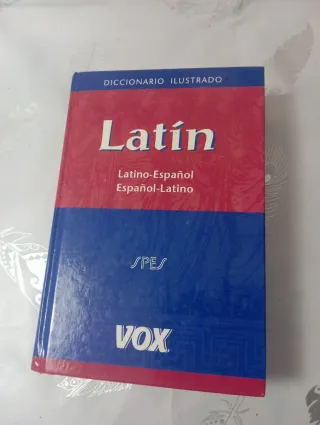 DICCIONARIO ILUSTRADO
Latín
Latino-Español
Español-Latino
SPES
VOX